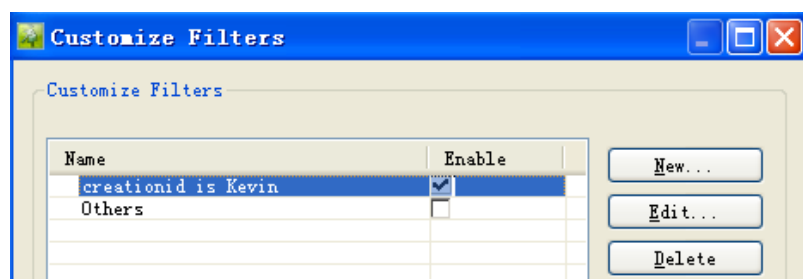 Customize Filters
Customize Filters
Name Enable
creationid is Kevin
Others
New...
Edit...
Delete